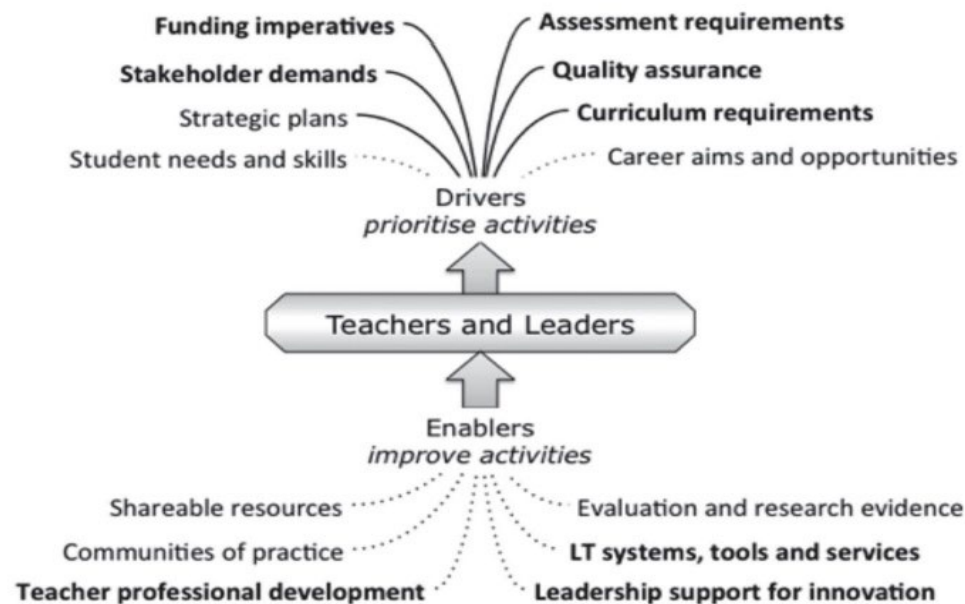 Funding imperatives
Assessment requirements
Stakeholder demands
Quality assurance
Strategic plans
Curriculum requirements
Student needs and skills
Career aims and opportunities
Drivers
prioritise activities
Teachers and Leaders
Enablers
improve activities
Shareable resources
Evaluation and research evidence
Communities of practice
LT systems, tools and services
Teacher professional development
Leadership support for innovation